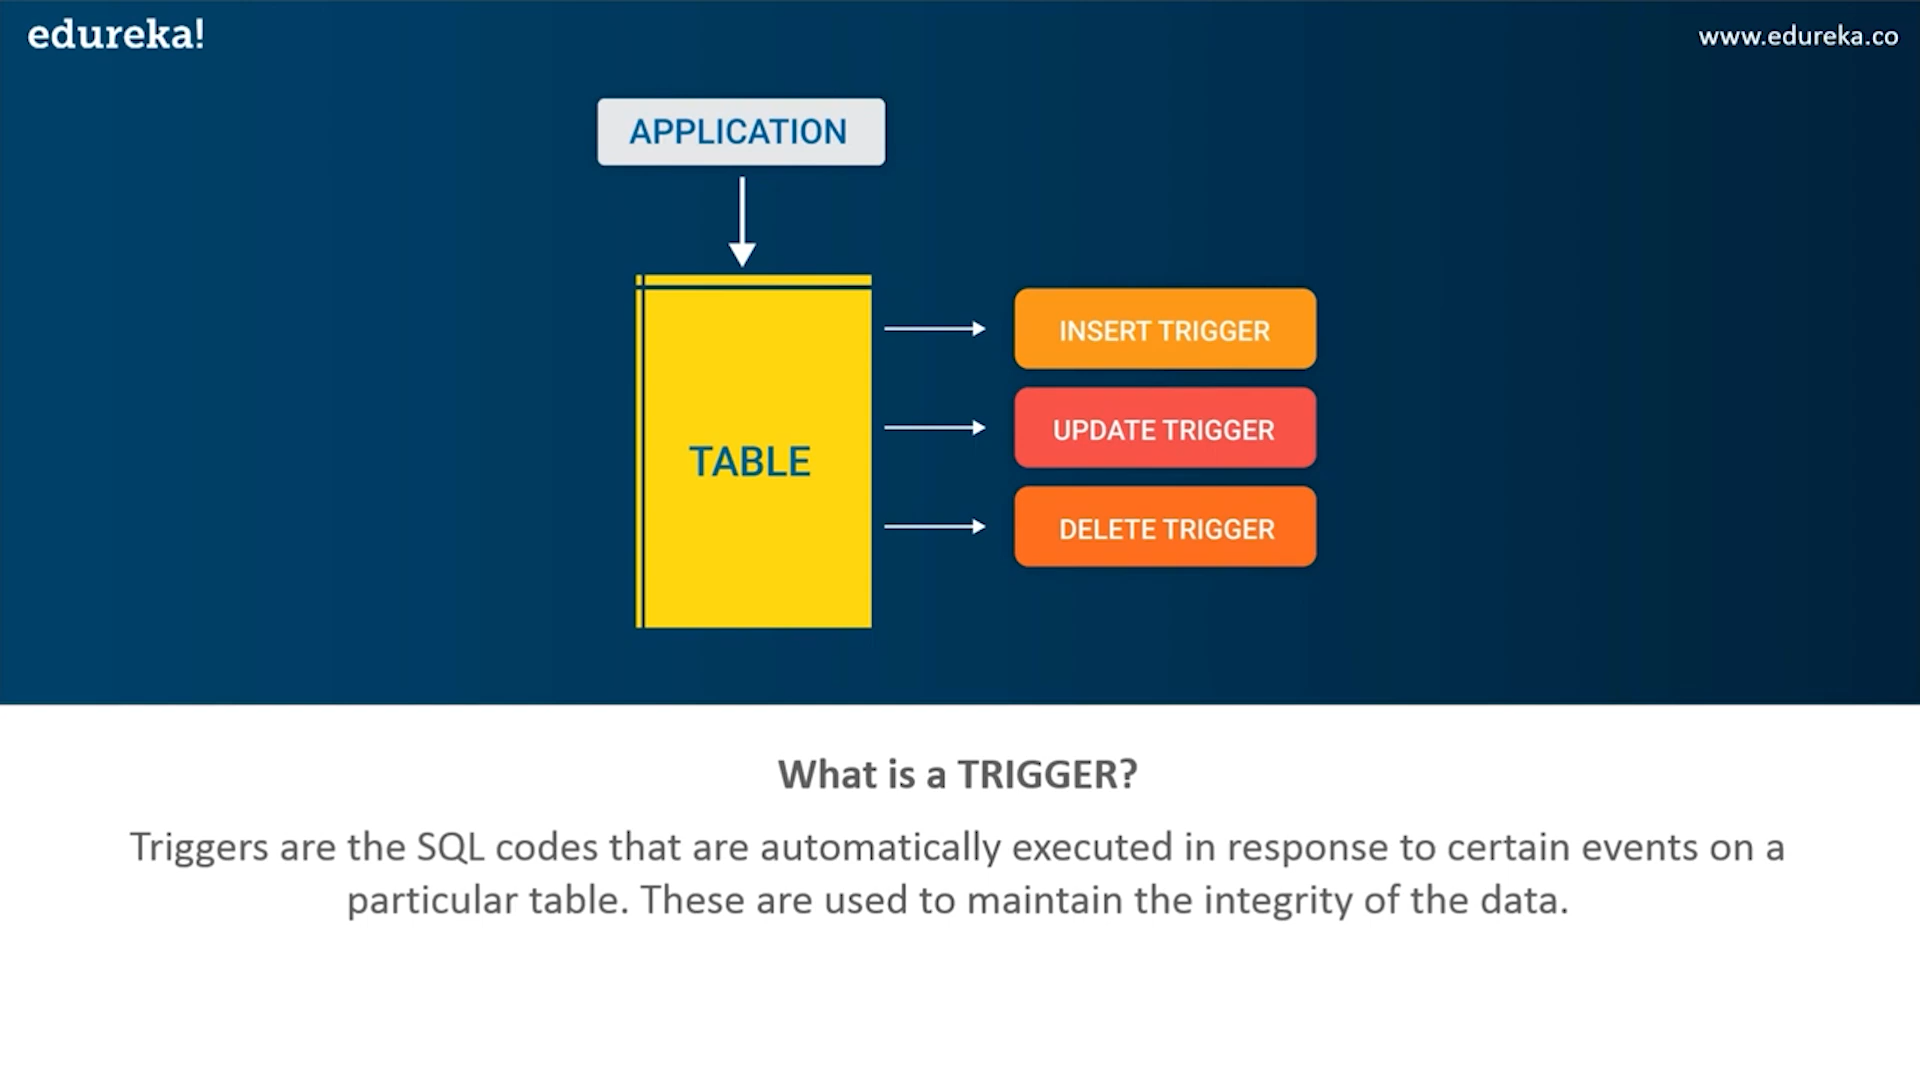 edureka!
www.edureka.co
APPLICATION
TABLE
INSERT TRIGGER
UPDATE TRIGGER
DELETE TRIGGER
What is a TRIGGER?
Triggers are the SQL codes that are automatically executed in response to certain events on a
particular table. These are used to maintain the integrity of the data.